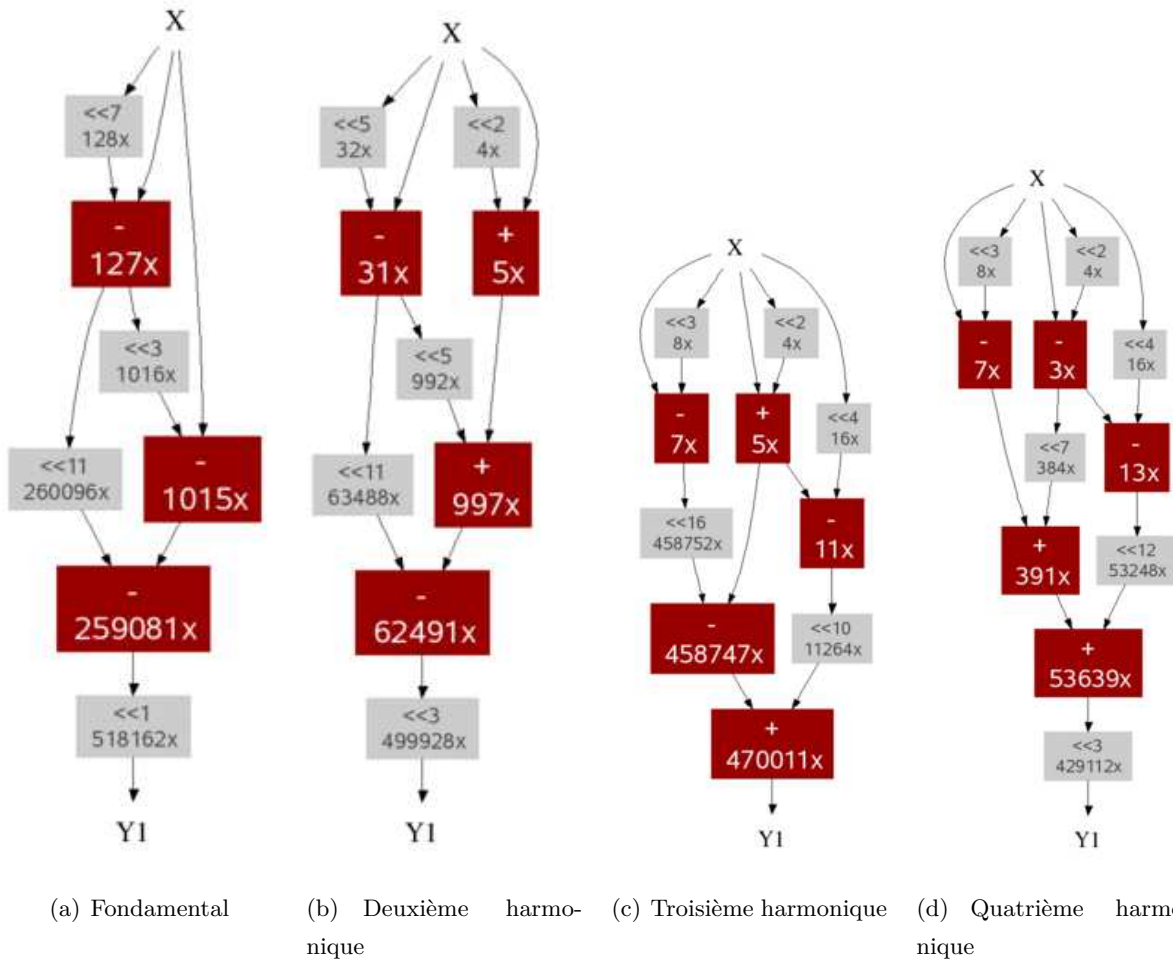 X
<<7
128x
-
127x
<<3
1016x
<<11
260096x
-
1015x
-
259081x
<<1
518162x
Y1
(a) Fondamental
X
<<5
32x
<<2
4x
-
31x
+
5x
<<5
992x
<<11
63488x
+
997x
-
62491x
<<3
499928x
Y1
(b) Deuxième harmo-
nique
X
<<3
8x
<<2
4x
-
7x
+
5x
<<4
16x
<<16
458752x
-
11x
-
458747x
<<10
11264x
+
470011x
Y1
(c) Troisième harmonique
X
<<3
8x
<<2
4x
-
7x
-
3x
<<4
16x
<<7
384x
-
13x
+
391x
<<12
53248x
+
53639x
<<3
429112x
Y1
(d) Quatrième harm
nique